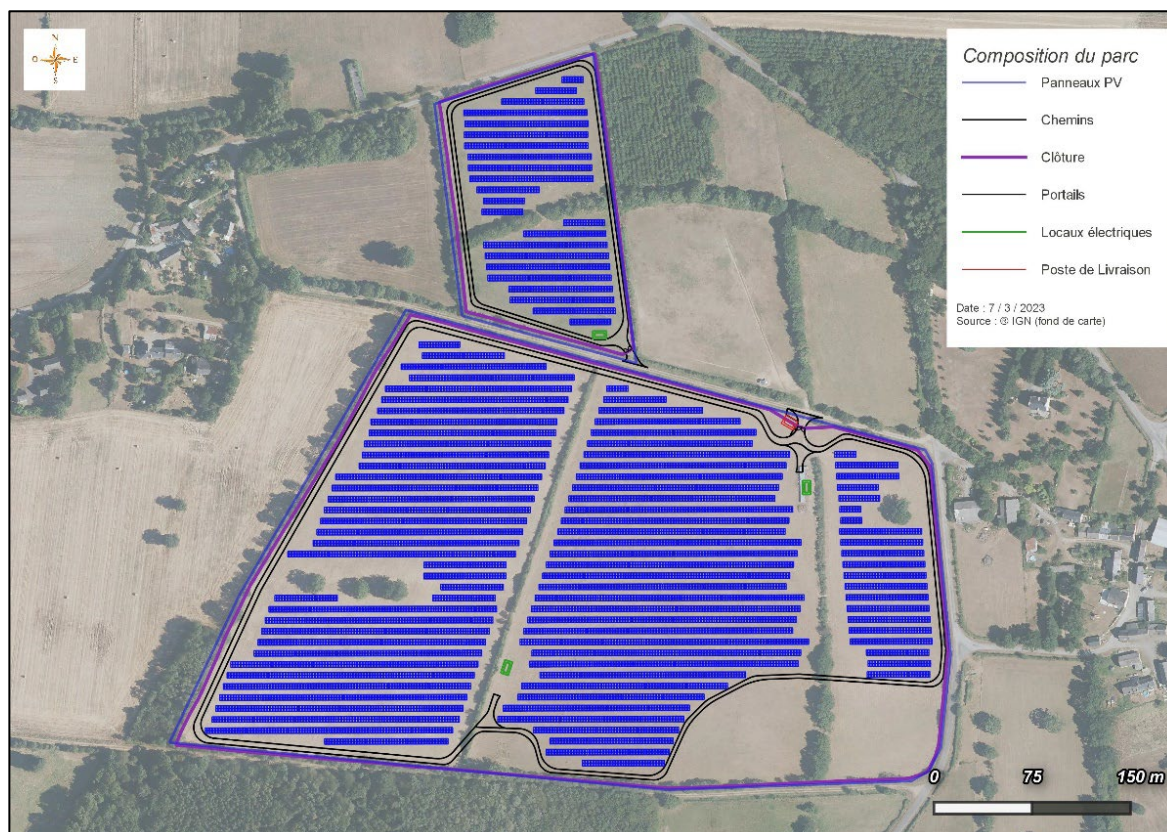 N
O E
S
Composition du parc
Panneaux PV
Chemins
Clôture
Portails
Locaux électriques
Poste de Livraison
Date : 7 / 3 / 2023
Source : ® IGN (fond de carte)
0 75 150 m